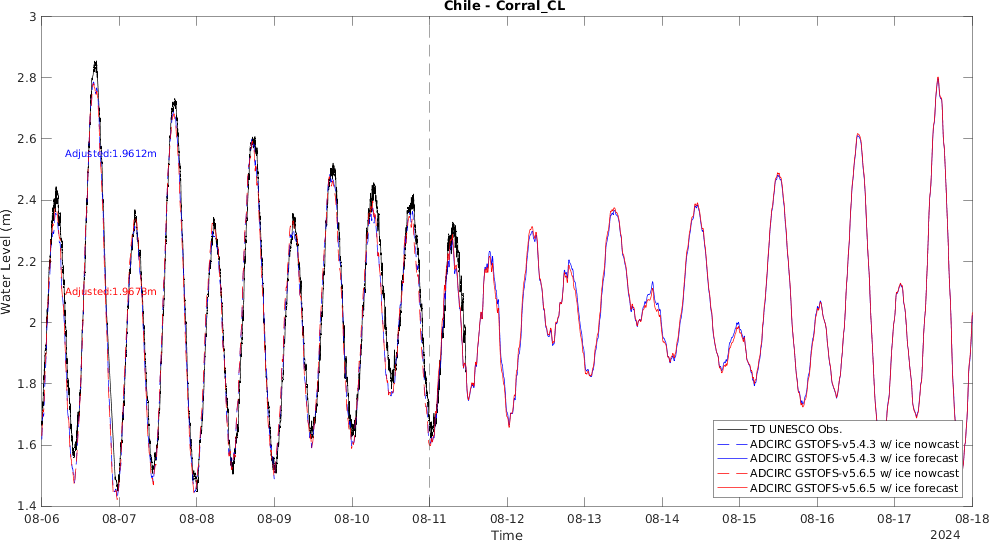 Chile - Corral_CL
3
2.8
2.6
2.4
2.2
2
1.8
1.6
1.4
Water Level (m)
Adjusted:1.9612m
Adjusted:1.9673m
TD UNESCO Obs.
ADCIRC GSTOFS-v5.4.3 w/ ice nowcast
ADCIRC GSTOFS-v5.4.3 w/ ice forecast
ADCIRC GSTOFS-v5.6.5 w/ ice nowcast
ADCIRC GSTOFS-v5.6.5 w/ ice forecast
08-06 08-07 08-08 08-09 08-10 08-11 08-12 08-13 08-14 08-15 08-16 08-17 08-18
Time
2024